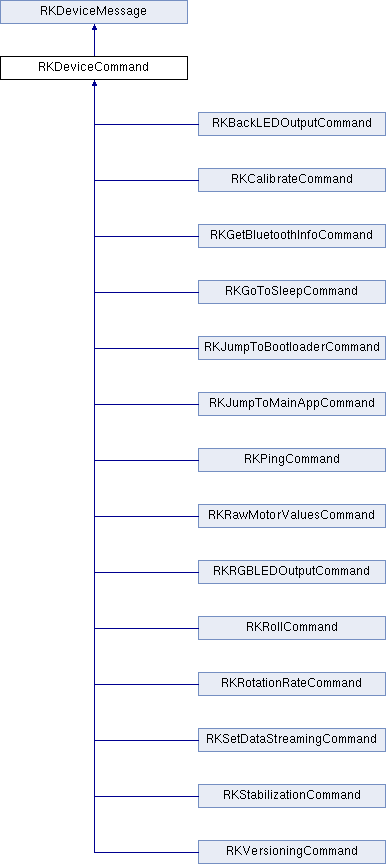 RKDeviceMessage
RKDeviceCommand
RKBackLEDOutputCommand
RKCalibrateCommand
RKGetBluetoothInfoCommand
RKGoToSleepCommand
RKJumpToBootloaderCommand
RKJumpToMainAppCommand
RKPingCommand
RKRawMotorValuesCommand
RKRGBLEDOutputCommand
RKRollCommand
RKRotationRateCommand
RKSetDataStreamingCommand
RKStabilizationCommand
RKVersioningCommand